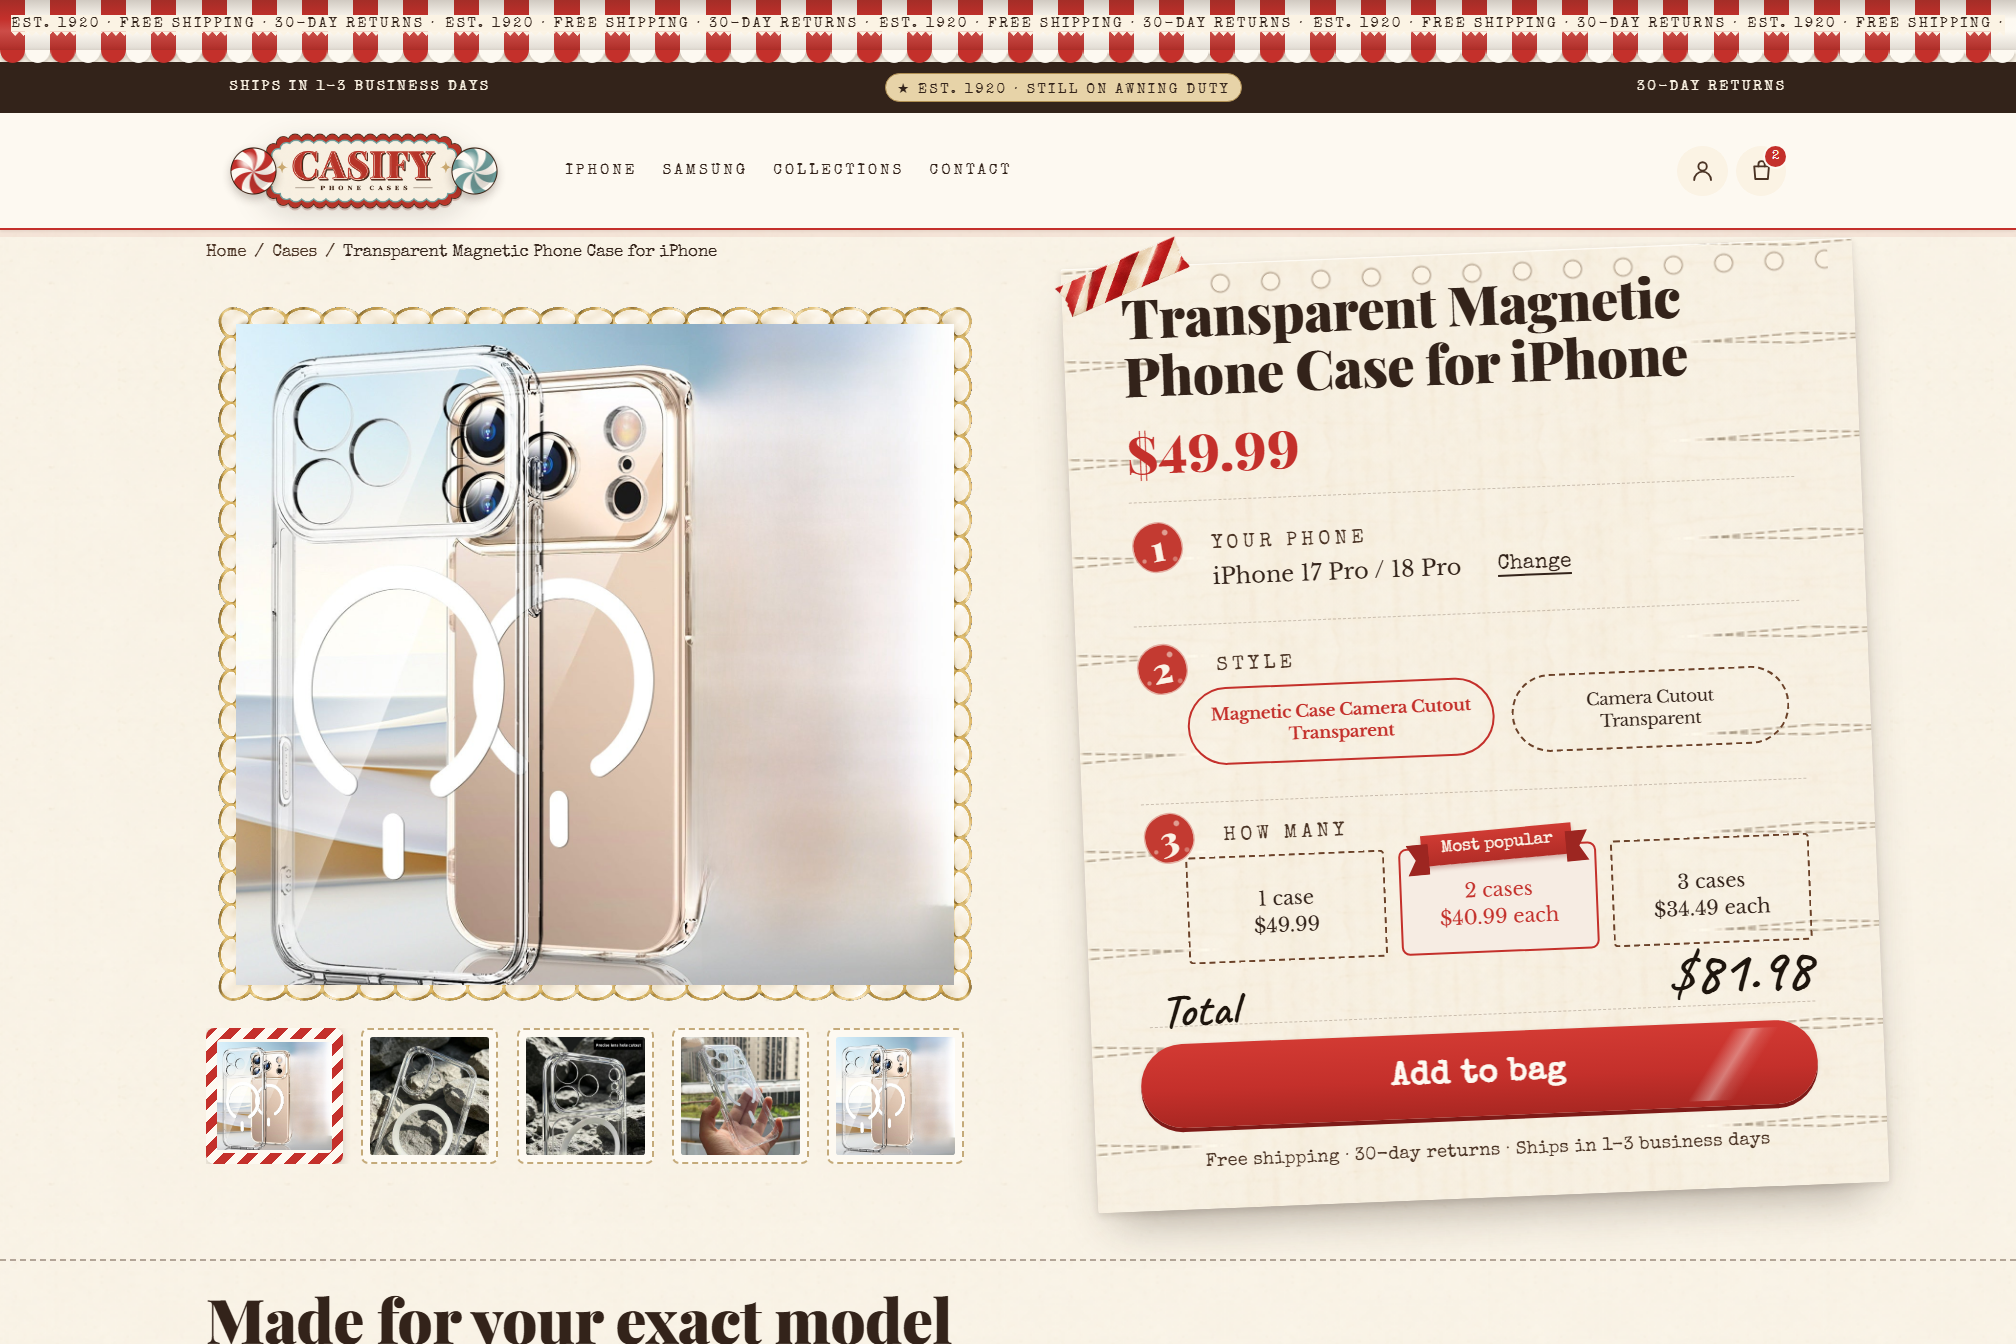 EST. 1920 · FREE SHIPPING · 30-DAY RETURNS · EST. 1920 · FREE SHIPPING · 30-DAY RETURNS · EST. 1920 · FREE SHIPPING · 30-DAY RETURNS · EST. 1920 · FREE SHIPPING · 30-DAY RETURNS · EST. 1920 · FREE SHIPPING ·
SHIPS IN 1-3 BUSINESS DAYS
★ EST. 1920 · STILL ON AWNING DUTY
30-DAY RETURNS
CASIFY
PHONE CASES
IPHONE SAMSUNG COLLECTIONS CONTACT
2
Home / Cases / Transparent Magnetic Phone Case for iPhone
Transparent Magnetic
Phone Case for iPhone
$49.99
1
YOUR PHONE
iPhone 17 Pro / 18 Pro Change
2
STYLE
Magnetic Case Camera Cutout
Transparent
Camera Cutout
Transparent
3
HOW MANY
1 case
$49.99
Most popular
2 cases
$40.99 each
3 cases
$34.49 each
Total
$81.98
Add to bag
Free shipping · 30-day returns · Ships in 1-3 business days
Made for your exact model